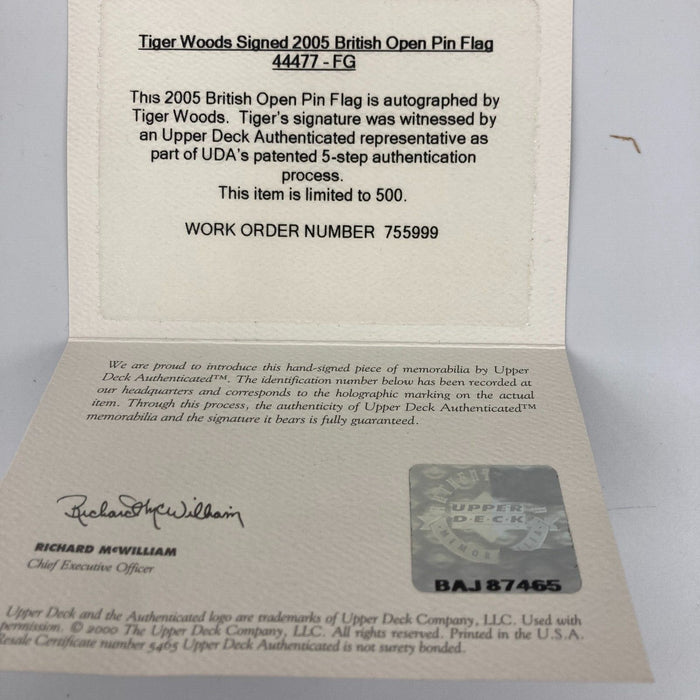 Tiger Woods Signed 2005 British Open Pin Flag
44477 - FG
This 2005 British Open Pin Flag is autographed by
Tiger Woods. Tiger's signature was witnessed by
an Upper Deck Authenticated representative as
part of UDA's patented 5-step authentication
process.
This item is limited to 500.
WORK ORDER NUMBER 755999
We are proud to introduce this hand-signed piece of memorabilia by Upper
Deck Authenticated™. The identification number below has been recorded at
our headquarters and corresponds to the holographic marking on the actual
item. Through this process, the authenticity of Upper Deck Authenticated™
memorabilia and the signature it bears is fully guaranteed.
Richard McWilliam
RICHARD McWILLIAM
Chief Executive Officer
UPPER
DECK
BAJ87465
Upper Deck and the Authenticated logo are trademarks of Upper Deck Company, LLC. Used with
permission. © 2000 The Upper Deck Company, LLC. All rights reserved. Printed in the U.S.A.
Resale Certificate number 5465 Upper Deck Authenticated is not surety bonded.